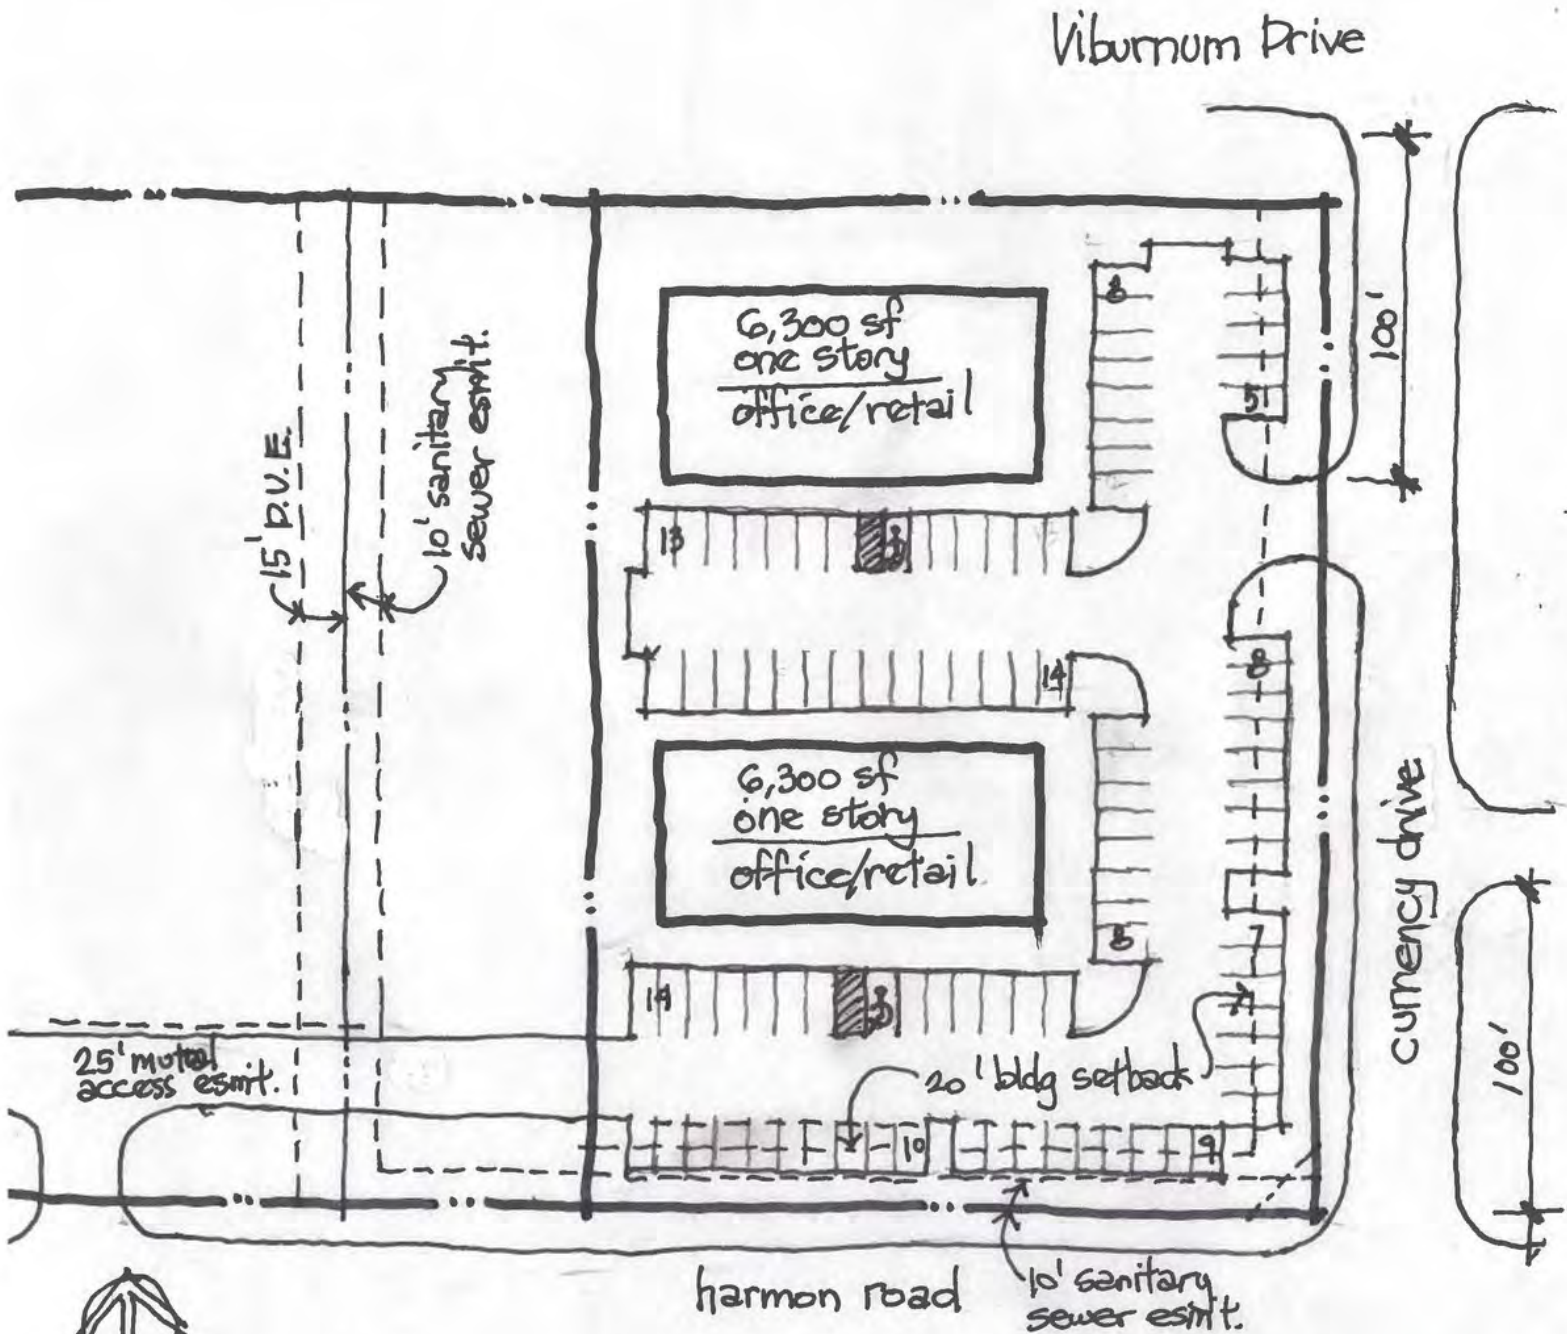 Viburnum Drive
6,300 sf
one story
office/retail
8
5
100'
15' D.U.E.
10' sanitary
sewer esmt.
13
14
8
6,300 sf
one story
office/retail
8
7
currency drive
14
25' mutual
access esmt.
20' bldg setback
10
9
100'
harmon road
10' sanitary
sewer esmt.